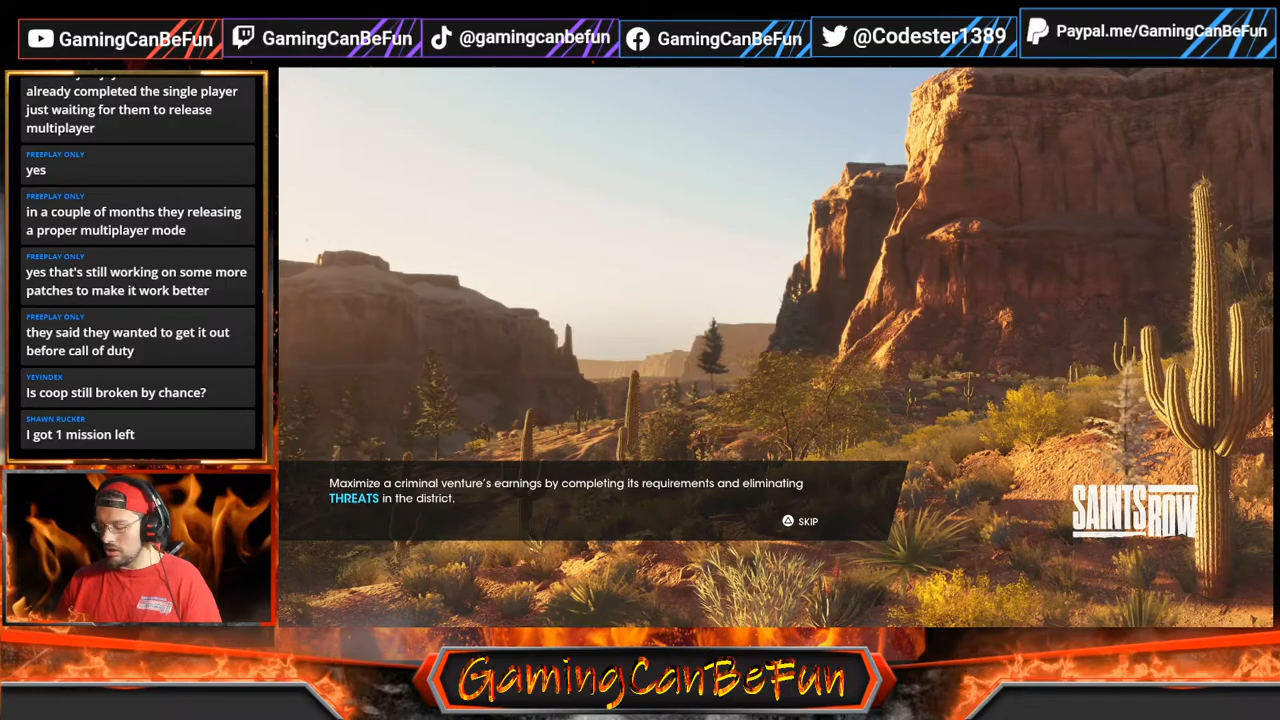 GamingCanBeFun
GamingCanBeFun
@gamingcanbefun
GamingCanBeFun
@Codester1389
Paypal.me/GamingCanBeFun
already completed the single player
just waiting for them to release
multiplayer
FREEPLAY ONLY
yes
FREEPLAY ONLY
in a couple of months they releasing
a proper multiplayer mode
FREEPLAY ONLY
yes that's still working on some more
patches to make it work better
FREEPLAY ONLY
they said they wanted to get it out
before call of duty
YEYINDEX
Is coop still broken by chance?
SHAWN RUCKER
I got 1 mission left
Maximize a criminal venture's earnings by completing its requirements and eliminating
THREATS in the district.
SKIP
SAINTS ROW
GamingCanBeFun